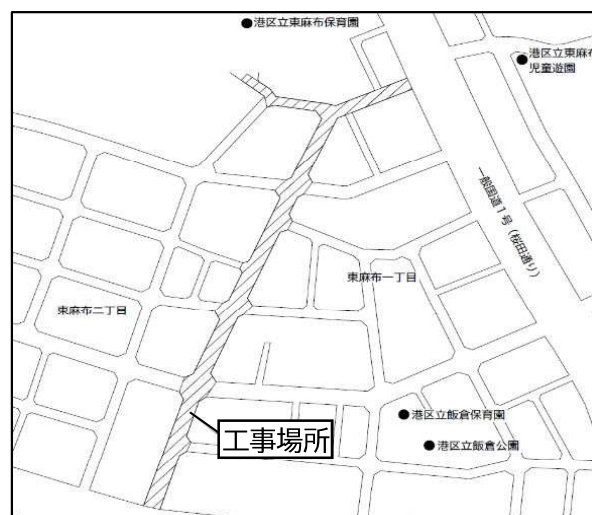 港区立東麻布保育園
港区立東麻布
児童遊園
一般国道1号（桜田通り）
東麻布一丁目
東麻布二丁目
港区立飯倉保育園
工事場所
港区立飯倉公園